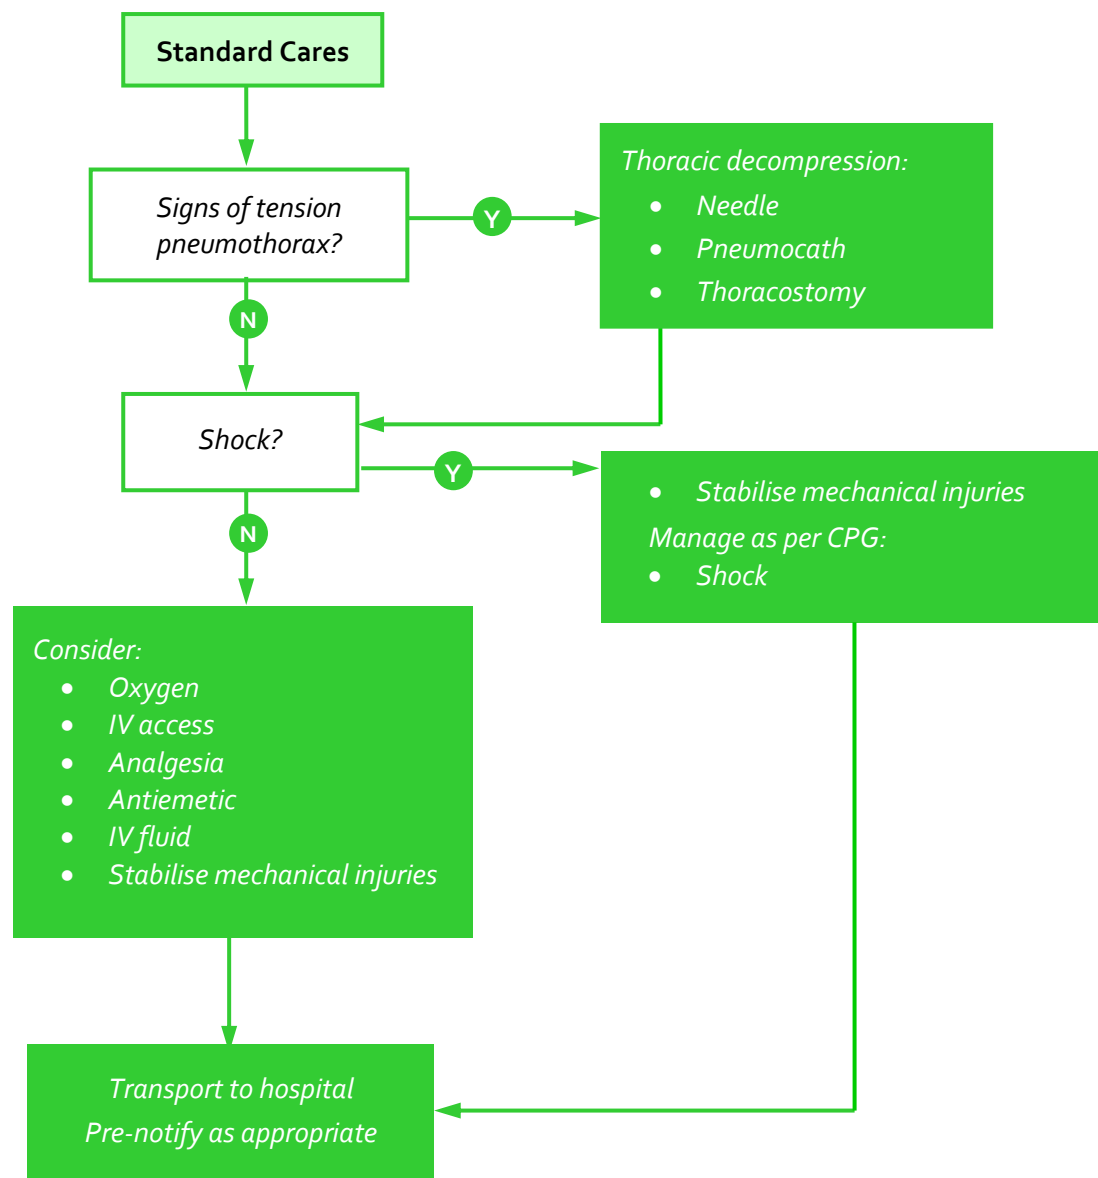 Standard Cares
Signs of tension
pneumothorax?
Y
Thoracic decompression:
• Needle
• Pneumocath
• Thoracostomy
N
Shock?
Y
• Stabilise mechanical injuries
Manage as per CPG:
• Shock
N
Consider:
• Oxygen
• IV access
• Analgesia
• Antiemetic
• IV fluid
• Stabilise mechanical injuries
Transport to hospital
Pre-notify as appropriate